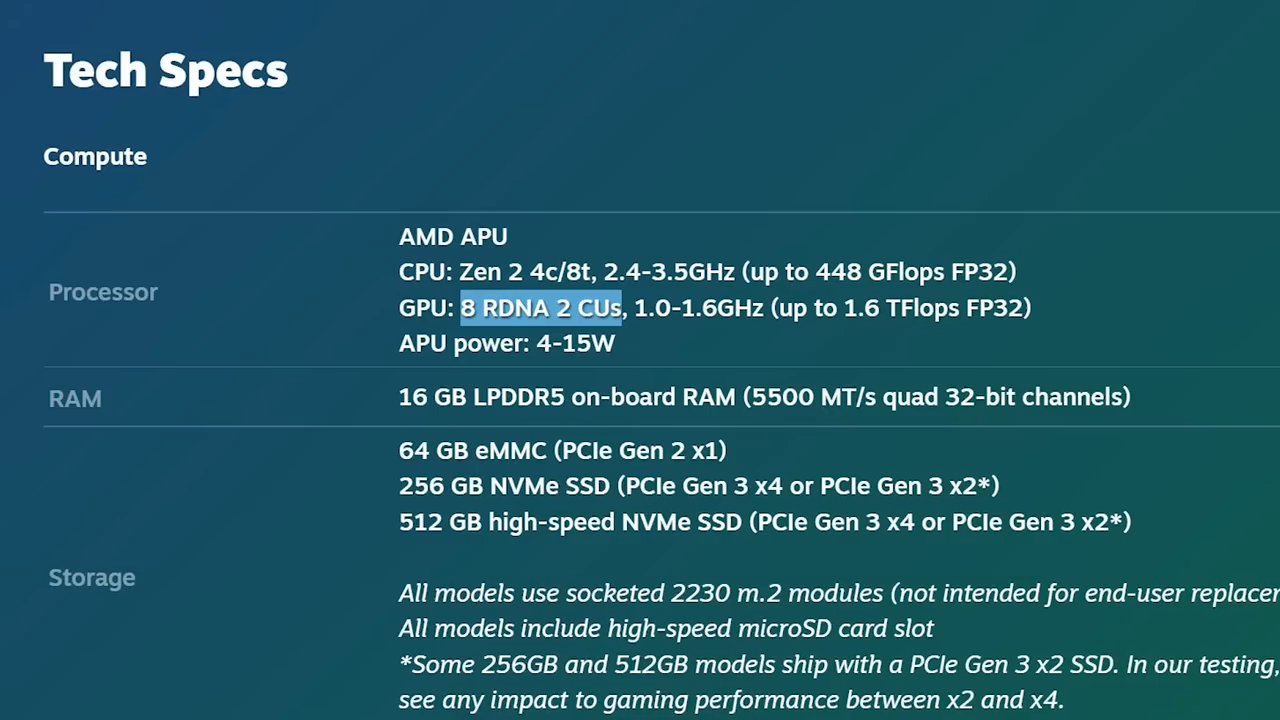 Tech Specs
Compute
Processor
AMD APU
CPU: Zen 2 4c/8t, 2.4-3.5GHz (up to 448 GFlops FP32)
GPU: 8 RDNA 2 CUs, 1.0-1.6GHz (up to 1.6 TFlops FP32)
APU power: 4-15W
RAM
16 GB LPDDR5 on-board RAM (5500 MT/s quad 32-bit channels)
Storage
64 GB eMMC (PCIe Gen 2 x1)
256 GB NVMe SSD (PCIe Gen 3 x4 or PCIe Gen 3 x2*)
512 GB high-speed NVMe SSD (PCIe Gen 3 x4 or PCIe Gen 3 x2*)
All models use socketed 2230 m.2 modules (not intended for end-user
All models include high-speed microSD card slot
*Some 256GB and 512GB models ship with a PCIe Gen 3 x2 SSD. In our testing,
see any impact to gaming performance between x2 and x4.